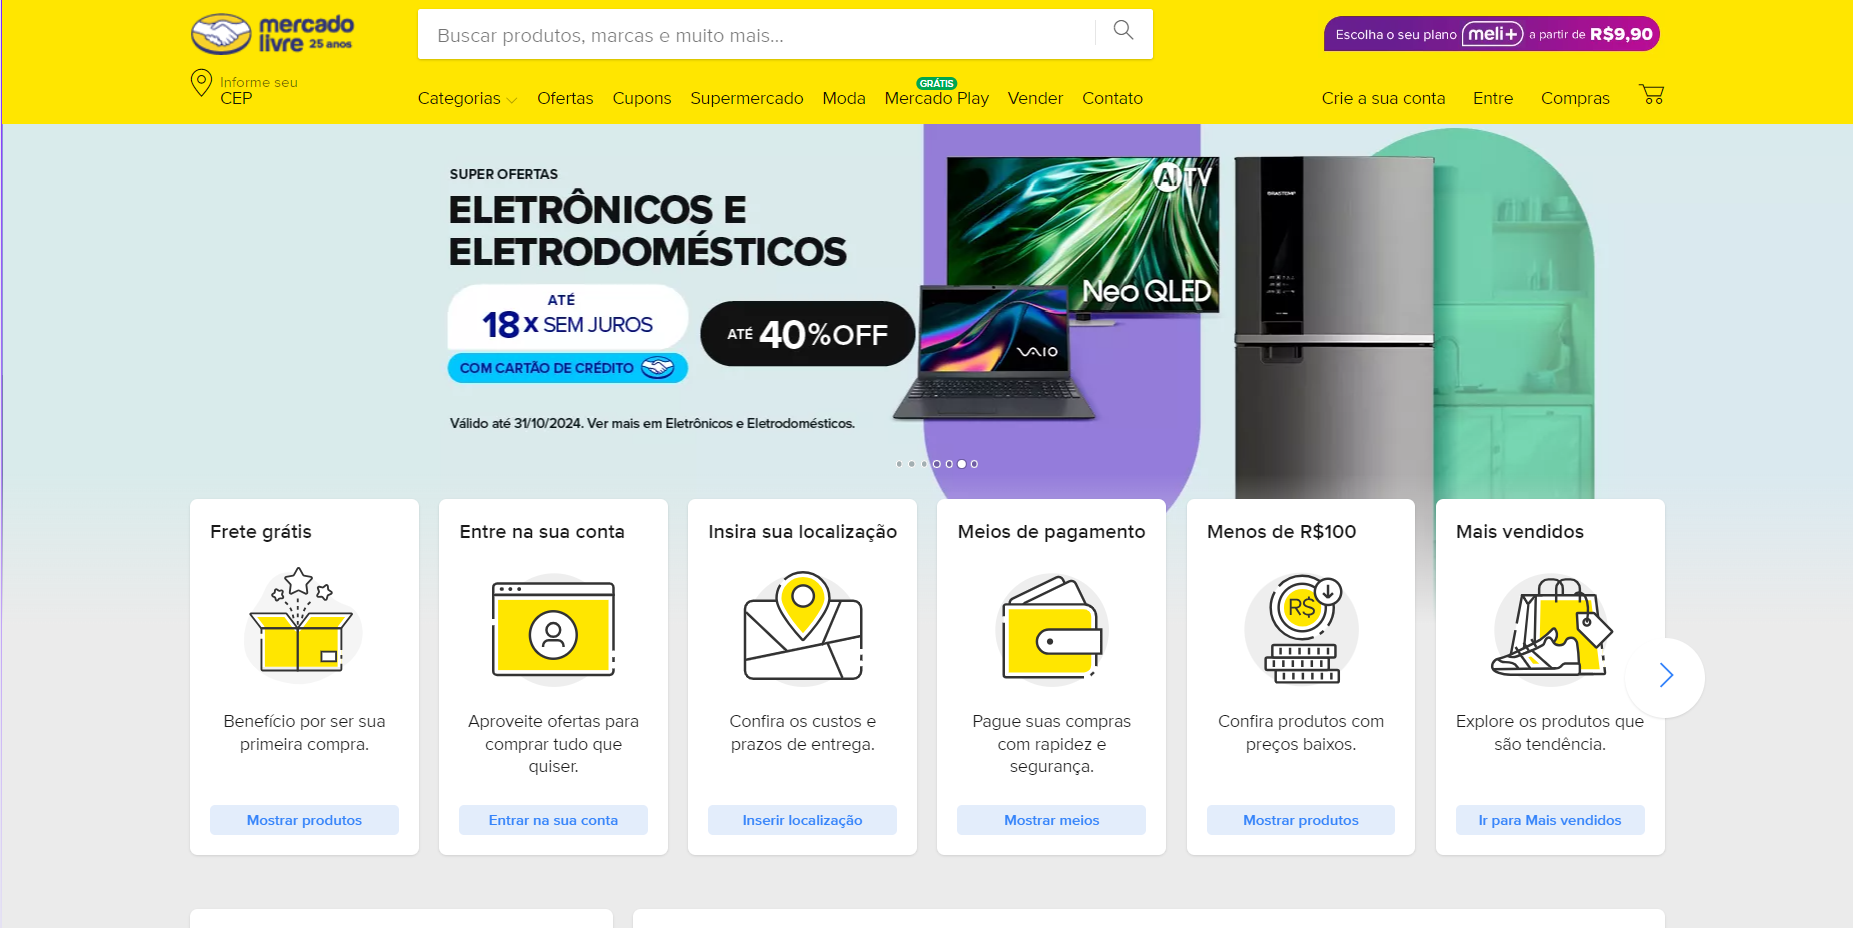 mercado
livre 25 anos
Buscar produtos, marcas e muito mais...
Escolha o seu plano meli+ a partir de R$9,90
Informe seu
CEP
Categorias
Ofertas
Cupons
Supermercado
Moda
GRÁTIS
Mercado Play
Vender
Contato
Crie a sua conta
Entre
Compras
SUPER OFERTAS
ELETRÔNICOS E
ELETRODOMÉSTICOS
ATÉ
18x SEM JUROS
COM CARTÃO DE CRÉDITO
ATÉ 40%OFF
Válido até 31/10/2024. Ver mais em Eletrônicos e Eletrodomésticos.
AI TV
Neo QLED
VAIO
BRASTEMP
Frete grátis
Benefício por ser sua
primeira compra.
Mostrar produtos
Entre na sua conta
Aproveite ofertas para
comprar tudo que
quiser.
Entrar na sua conta
Insira sua localização
Confira os custos e
prazos de entrega.
Inserir localização
Meios de pagamento
Pague suas compras
com rapidez e
segurança.
Mostrar meios
Menos de R$100
R$
Confira produtos com
preços baixos.
Mostrar produtos
Mais vendidos
Explore os produtos que
são tendência.
Ir para Mais vendidos